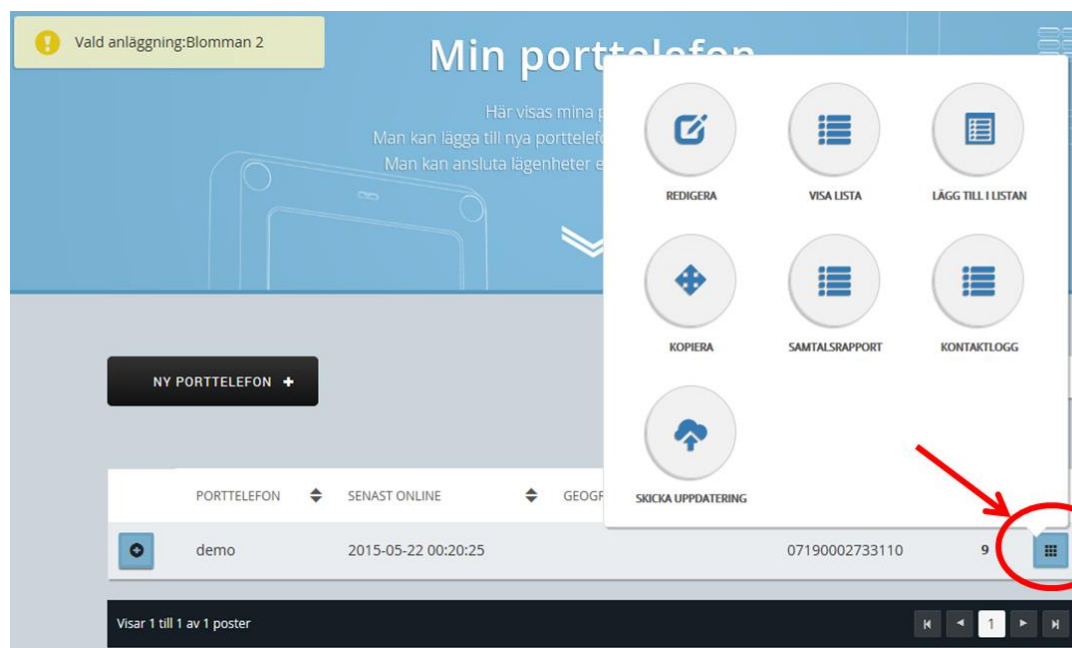 Vald anläggning:Blomman 2
Min porttelefon
Här visas mina p
Man kan lägga till nya porttelefo
Man kan ansluta lägenheter e
REDIGERA
VISA LISTA
LÄGG TILL I LISTAN
KOPIERA
SAMTALSRAPPORT
KONTAKTLOGG
SKICKA UPPDATERING
NY PORTTELEFON
PORTTELEFON SENAST ONLINE GEOGR
demo 2015-05-22 00:20:25 07190002733110 9
Visar 1 till 1 av 1 poster 1